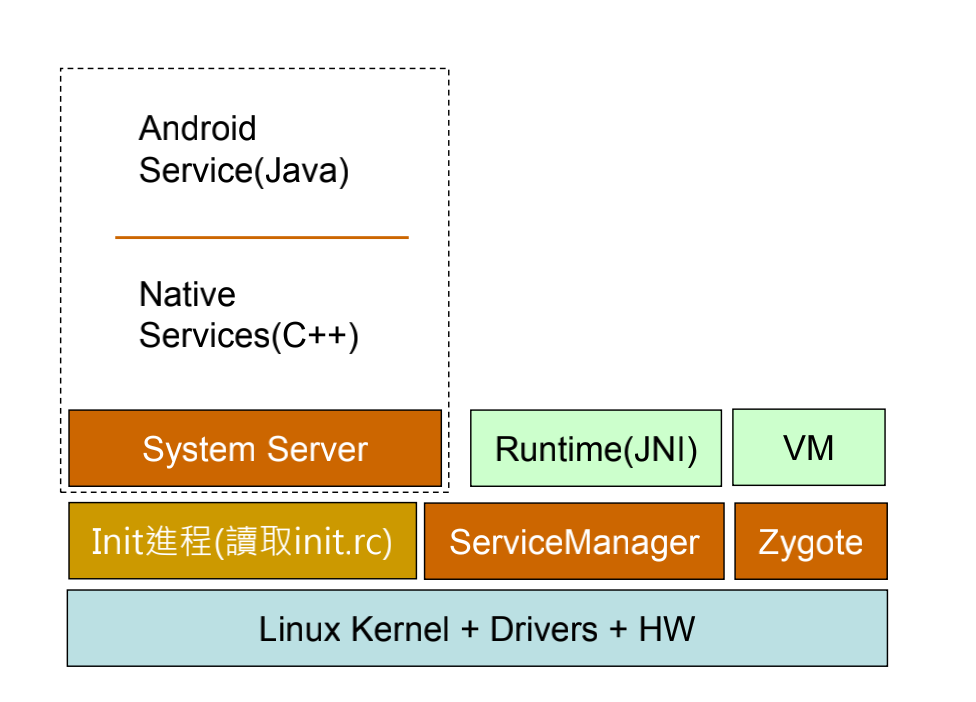 Android
Service(Java)
Native
Services(C++)
System Server
Runtime(JNI)
VM
Init進程(讀取init.rc)
ServiceManager
Zygote
Linux Kernel + Drivers + HW